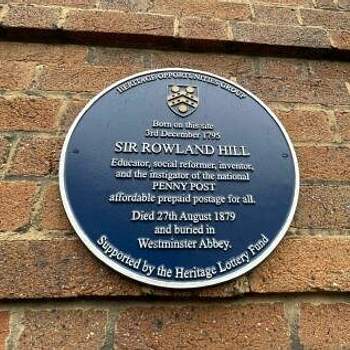 HERITAGE OPPORTUNITIES GROUP
Born on this site
3rd December 1795
SIR ROWLAND HILL
Educator, social reformer, inventor,
and the instigator of the national
PENNY POST
affordable prepaid postage for all.
Died 27th August 1879
and buried in
Westminster Abbey.
Supported by the Heritage Lottery Fund